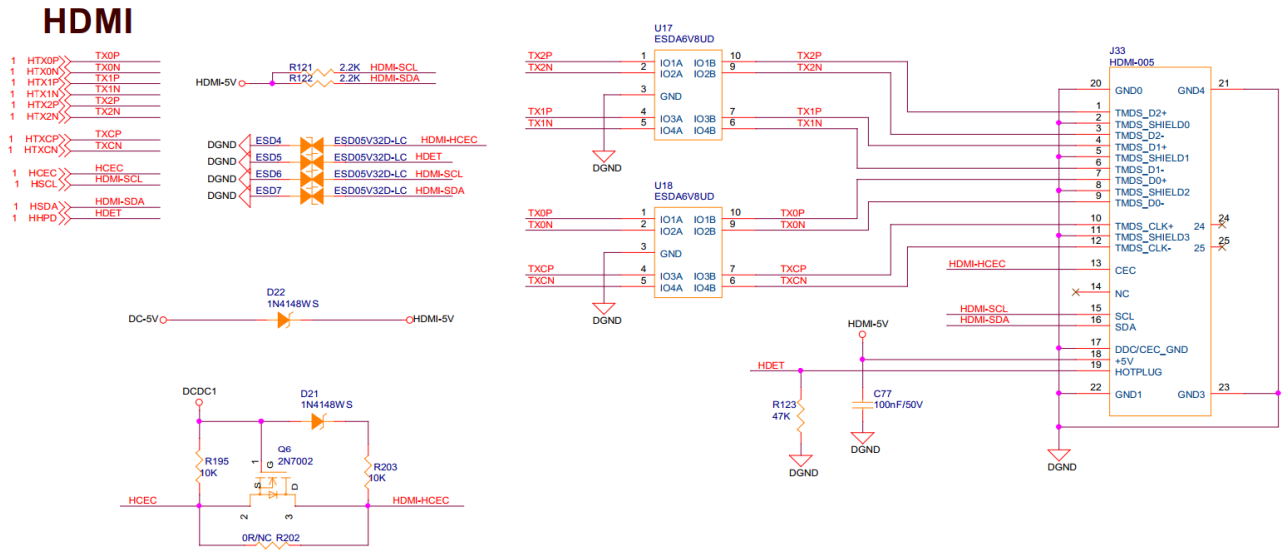 HDMI
1 HTX0P TX0P
1 HTX0N TX0N
1 HTX1P TX1P
1 HTX1N TX1N
1 HTX2P TX2P
1 HTX2N TX2N
1 HTXCP TXCP
1 HTXCN TXCN
1 HCEC HCEC
1 HSCL HDMI-SCL
1 HSDA HDMI-SDA
1 HHPD HDET
HDMI-5V
R121 2.2K HDMI-SCL
R122 2.2K HDMI-SDA
DGND ESD4 ESD05V32D-LC HDMI-HCEC
DGND ESD5 ESD05V32D-LC HDET
DGND ESD6 ESD05V32D-LC HDMI-SCL
DGND ESD7 ESD05V32D-LC HDMI-SDA
D22
1N4148WS
DC-5V HDMI-5V
DCDC1
D21
1N4148WS
R195
10K
Q6
2N7002
1 G
S D
2 3
R203
10K
HCEC HDMI-HCEC
0R/NC R202
U17
ESDA6V8UD
TX2P 1 IO1A IO1B 10 TX2P
TX2N 2 IO2A IO2B 9 TX2N
3 GND
TX1P 4 IO3A IO3B 7 TX1P
TX1N 5 IO4A IO4B 6 TX1N
DGND
U18
ESDA6V8UD
TX0P 1 IO1A IO1B 10 TX0P
TX0N 2 IO2A IO2B 9 TX0N
3 GND
TXCP 4 IO3A IO3B 7 TXCP
TXCN 5 IO4A IO4B 6 TXCN
DGND
J33
HDMI-005
20 GND0 GND4 21
1 TMDS_D2+
2 TMDS_SHIELD0
3 TMDS_D2-
4 TMDS_D1+
5 TMDS_SHIELD1
6 TMDS_D1-
7 TMDS_D0+
8 TMDS_SHIELD2
9 TMDS_D0-
10 TMDS_CLK+ 24 24
11 TMDS_SHIELD3
12 TMDS_CLK- 25 25
HDMI-HCEC 13 CEC
14 NC
HDMI-SCL 15 SCL
HDMI-SDA 16 SDA
17 DDC/CEC_GND
18 +5V
19 HOTPLUG
22 GND1 GND3 23
DGND
HDMI-5V
HDET
R123
47K
DGND
C77
100nF/50V
DGND